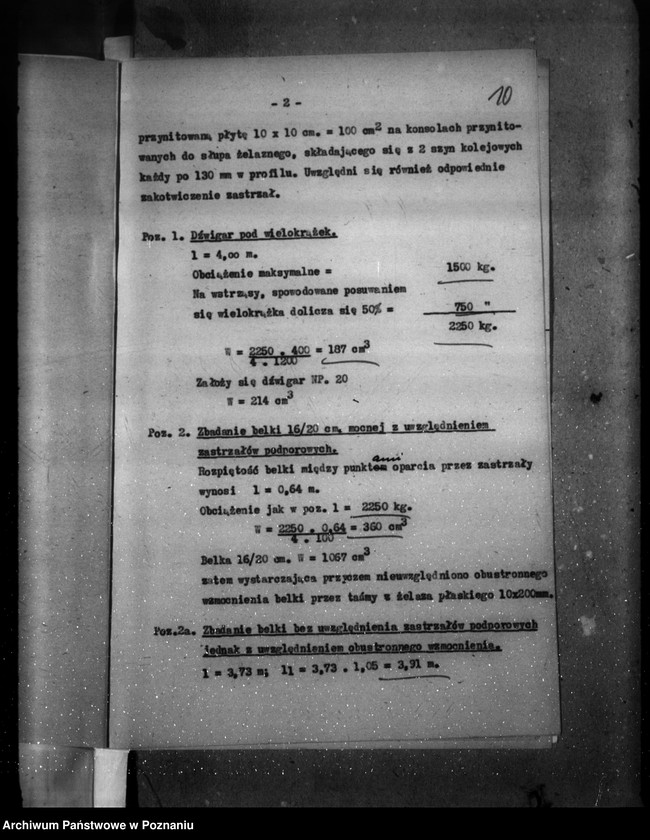 - 2 -
10
przynitowaną płytę 10 x 10 cm. = 100 cm2 na konsolach przynito-
wanych do słupa żelaznego, składającego się z 2 szyn kolejowych
każdy po 130 mm w profilu. Uwzględni się również odpowiednie
zakotwiczenie zastrzał.
Poz. 1. Dźwigar pod wielokrążek.
l = 4,00 m.
Obciążenie maksymalne = 1500 kg.
Na wstrząsy, spowodowane posuwaniem
się wielokrążka dolicza się 50% = 750 "
2250 kg.
W = 2250 . 400 = 187 cm3
4 . 1200
Założy się dźwigar NP. 20
W = 214 cm3
Poz. 2. Zbadanie belki 16/20 cm. mocnej z uwzględnieniem
zastrzałów podporowych.
ami
Rozpiętość belki między punktem oparcia przez zastrzały
wynosi l = 0,64 m.
Obciążenie jak w poz. 1 = 2250 kg.
W = 2250 . 0,64 = 360 cm3
4 . 100
Belka 16/20 cm. W = 1067 cm3
zatem wystarczająca przyczem nieuwzględniono obustronnego
wzmocnienia belki przez taśmy z żelaza płaskiego 10x200mm.
Poz.2a. Zbadanie belki bez uwzględnienia zastrzałów podporowych
jednak z uwzględnieniem obustronnego wzmocnienia.
l = 3,73 m; l1 = 3,73 . 1,05 = 3,91 m.
Archiwum Państwowe w Poznaniu